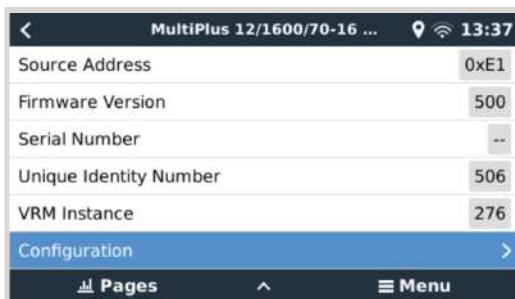 MultiPlus 12/1600/70-16 ... 13:37
Source Address 0xE1
Firmware Version 500
Serial Number --
Unique Identity Number 506
VRM Instance 276
Configuration
Pages Menu